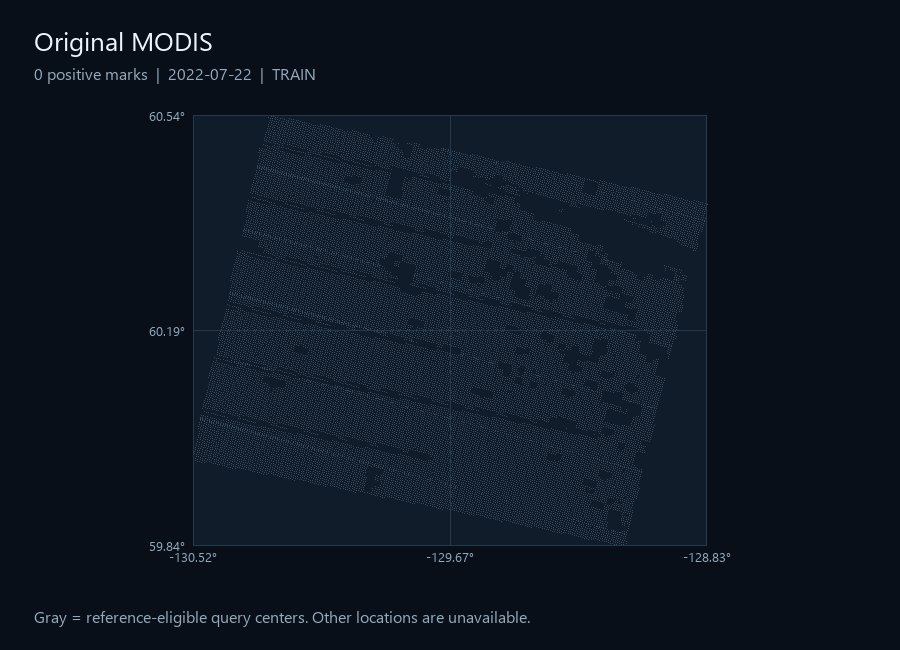 Original MODIS
0 positive marks | 2022-07-22 | TRAIN
60.54°
60.19°
59.84°
-130.52°
-129.67°
-128.83°
Gray = reference-eligible query centers. Other locations are unavailable.